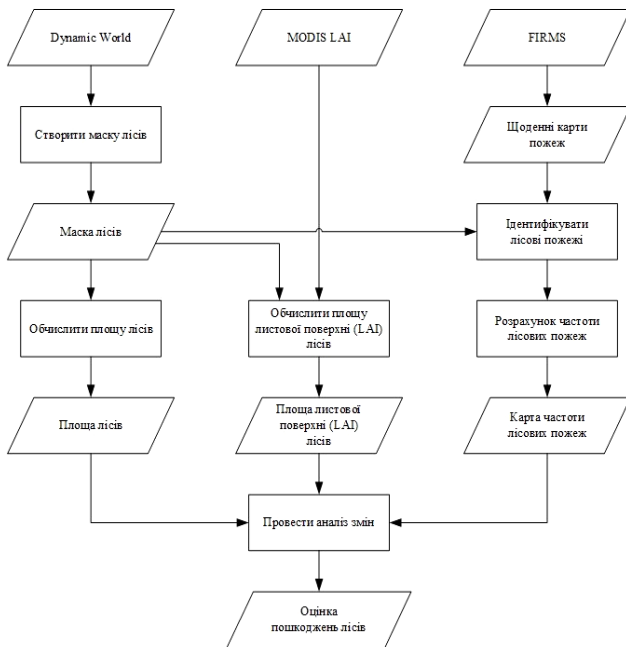 Dynamic World
MODIS LAI
FIRMS
Створити маску лісів
Щоденні карти
пожеж
Маска лісів
Ідентифікувати
лісові пожежі
Обчислити площу лісів
Обчислити площу
листової поверхні (LAI)
лісів
Розрахунок частоти
лісових пожеж
Площа лісів
Площа листової
поверхні (LAI)
лісів
Карта частоти
лісових пожеж
Провести аналіз змін
Оцінка
пошкоджень лісів